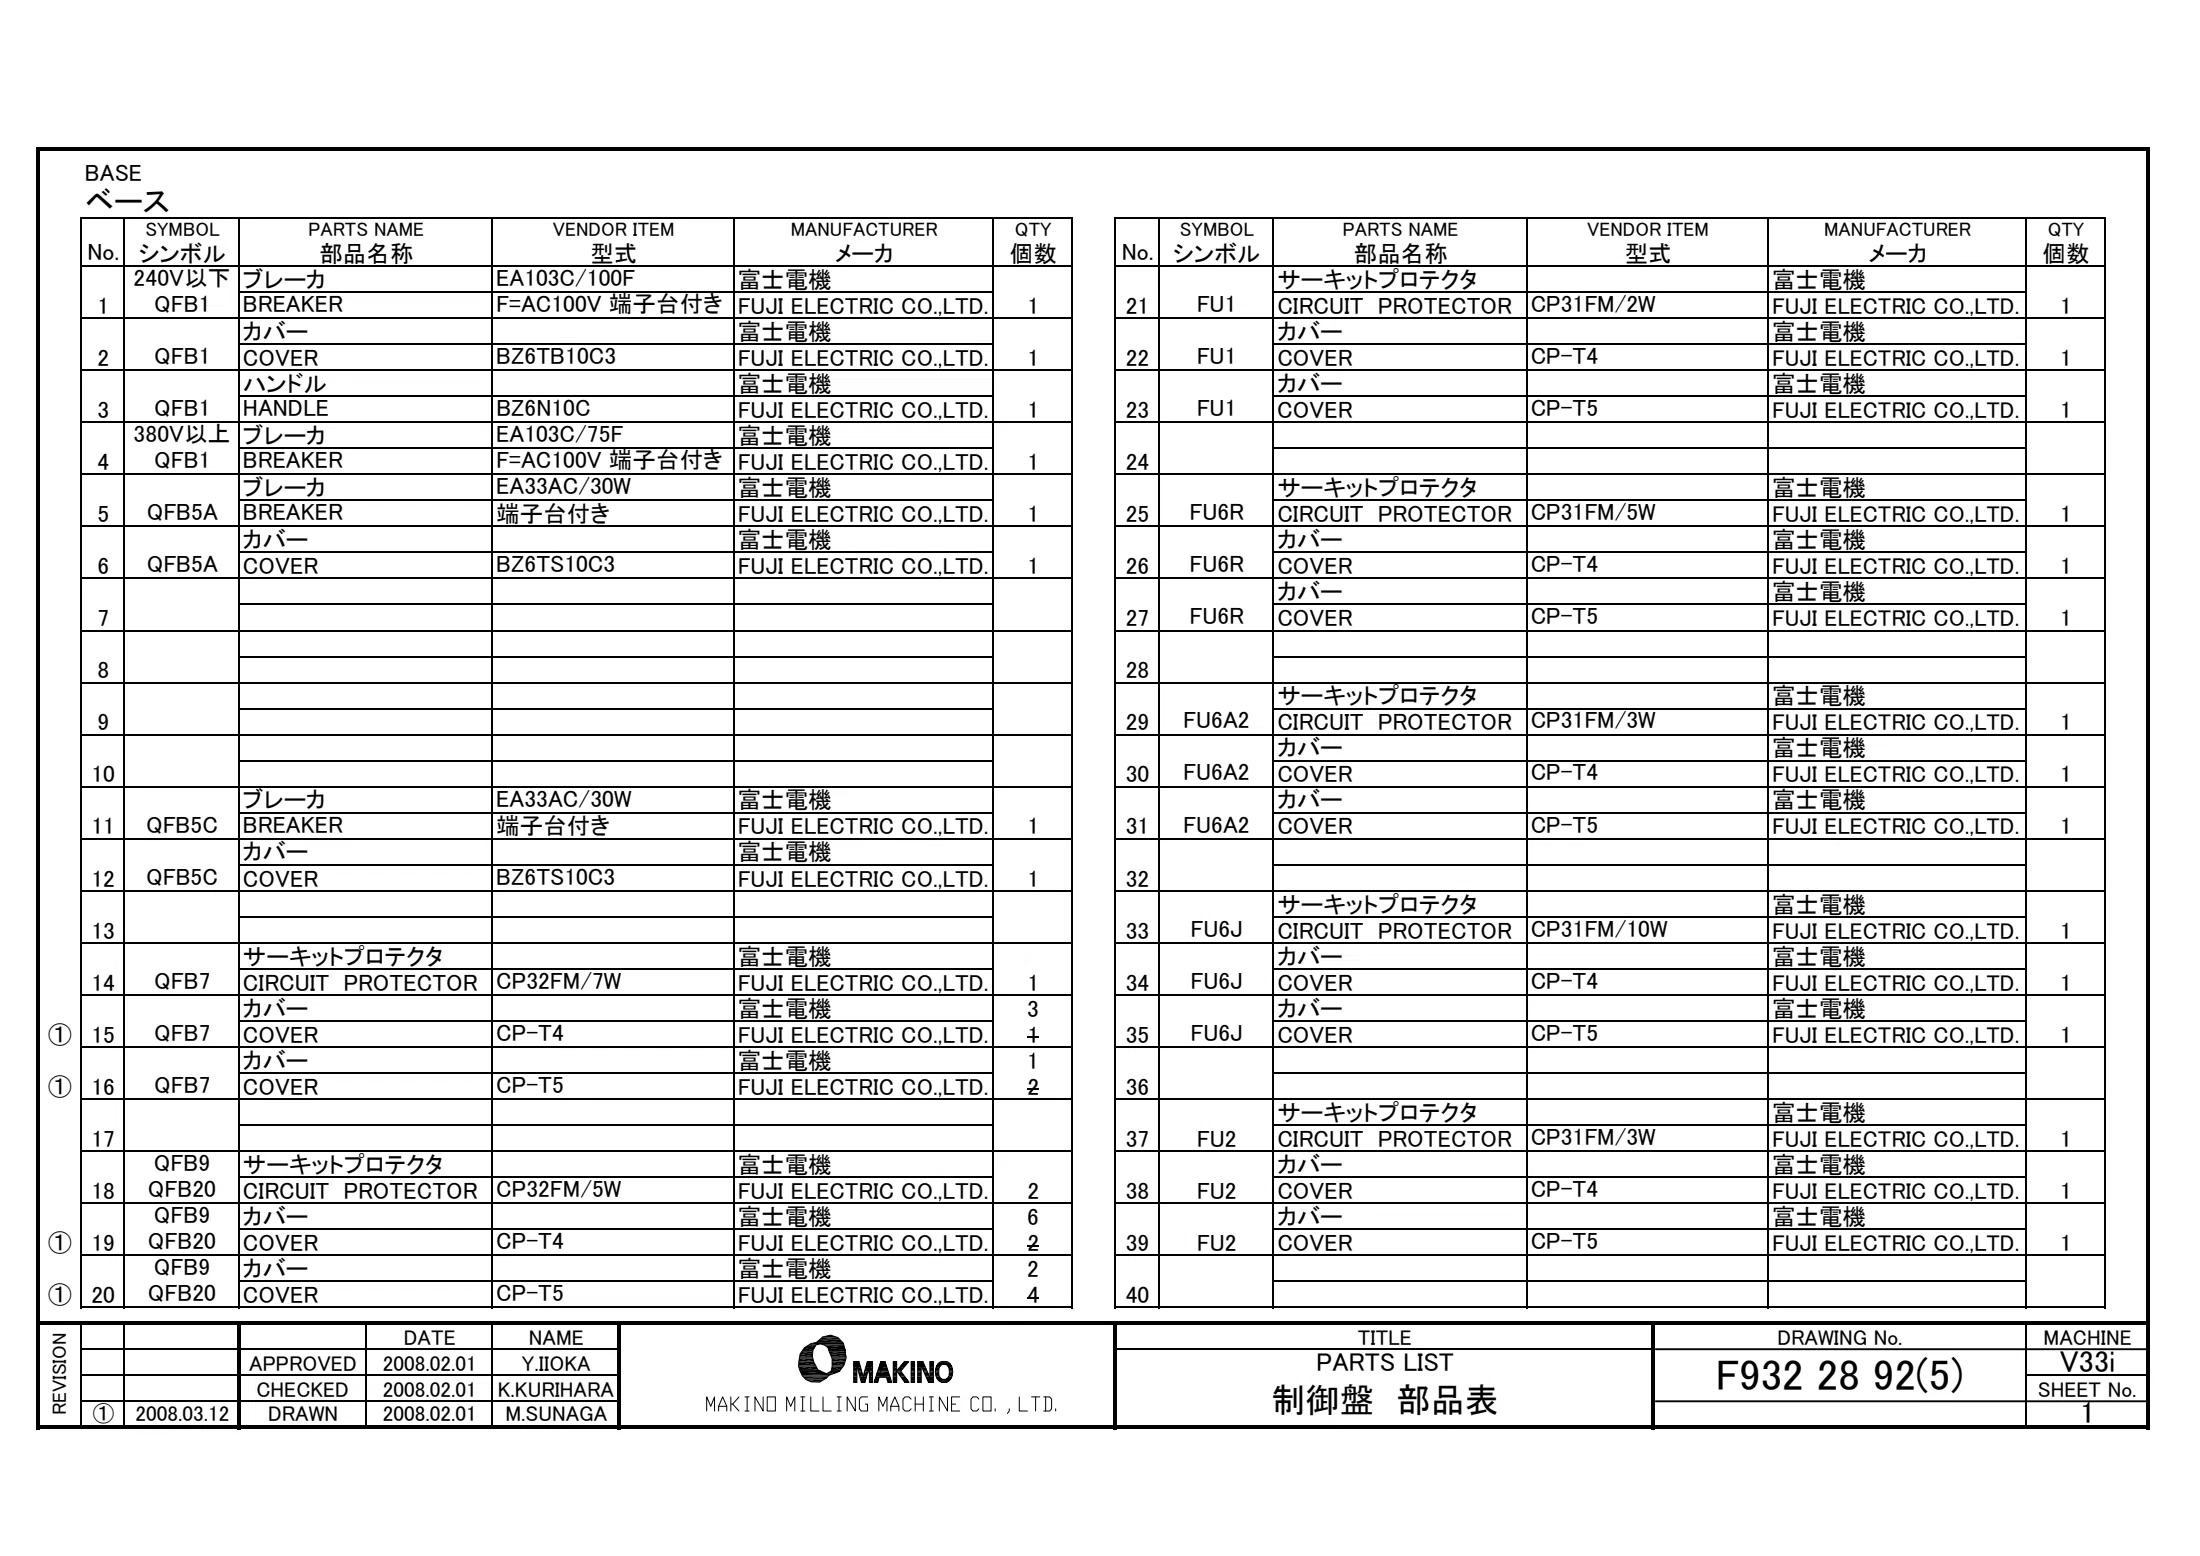 BASE
ベース
No. SYMBOL シンボル PARTS NAME 部品名称 VENDOR ITEM 型式 MANUFACTURER メーカ QTY 個数
240V以下 ブレーカ EA103C/100F 富士電機
1 QFB1 BREAKER F=AC100V 端子台付き FUJI ELECTRIC CO.,LTD. 1
カバー 富士電機
2 QFB1 COVER BZ6TB10C3 FUJI ELECTRIC CO.,LTD. 1
ハンドル 富士電機
3 QFB1 HANDLE BZ6N10C FUJI ELECTRIC CO.,LTD. 1
380V以上 ブレーカ EA103C/75F 富士電機
4 QFB1 BREAKER F=AC100V 端子台付き FUJI ELECTRIC CO.,LTD. 1
ブレーカ EA33AC/30W 富士電機
5 QFB5A BREAKER 端子台付き FUJI ELECTRIC CO.,LTD. 1
カバー 富士電機
6 QFB5A COVER BZ6TS10C3 FUJI ELECTRIC CO.,LTD. 1
7
8
9
10
ブレーカ EA33AC/30W 富士電機
11 QFB5C BREAKER 端子台付き FUJI ELECTRIC CO.,LTD. 1
カバー 富士電機
12 QFB5C COVER BZ6TS10C3 FUJI ELECTRIC CO.,LTD. 1
13
サーキットプロテクタ 富士電機
14 QFB7 CIRCUIT PROTECTOR CP32FM/7W FUJI ELECTRIC CO.,LTD. 1
カバー 富士電機 3
① 15 QFB7 COVER CP-T4 FUJI ELECTRIC CO.,LTD. 1
カバー 富士電機 1
① 16 QFB7 COVER CP-T5 FUJI ELECTRIC CO.,LTD. 2
17
QFB9 サーキットプロテクタ 富士電機
18 QFB20 CIRCUIT PROTECTOR CP32FM/5W FUJI ELECTRIC CO.,LTD. 2
QFB9 カバー 富士電機 6
① 19 QFB20 COVER CP-T4 FUJI ELECTRIC CO.,LTD. 2
QFB9 カバー 富士電機 2
① 20 QFB20 COVER CP-T5 FUJI ELECTRIC CO.,LTD. 4
No. SYMBOL シンボル PARTS NAME 部品名称 VENDOR ITEM 型式 MANUFACTURER メーカ QTY 個数
サーキットプロテクタ 富士電機
21 FU1 CIRCUIT PROTECTOR CP31FM/2W FUJI ELECTRIC CO.,LTD. 1
カバー 富士電機
22 FU1 COVER CP-T4 FUJI ELECTRIC CO.,LTD. 1
カバー 富士電機
23 FU1 COVER CP-T5 FUJI ELECTRIC CO.,LTD. 1
24
サーキットプロテクタ 富士電機
25 FU6R CIRCUIT PROTECTOR CP31FM/5W FUJI ELECTRIC CO.,LTD. 1
カバー 富士電機
26 FU6R COVER CP-T4 FUJI ELECTRIC CO.,LTD. 1
カバー 富士電機
27 FU6R COVER CP-T5 FUJI ELECTRIC CO.,LTD. 1
28
サーキットプロテクタ 富士電機
29 FU6A2 CIRCUIT PROTECTOR CP31FM/3W FUJI ELECTRIC CO.,LTD. 1
カバー 富士電機
30 FU6A2 COVER CP-T4 FUJI ELECTRIC CO.,LTD. 1
カバー 富士電機
31 FU6A2 COVER CP-T5 FUJI ELECTRIC CO.,LTD. 1
32
サーキットプロテクタ 富士電機
33 FU6J CIRCUIT PROTECTOR CP31FM/10W FUJI ELECTRIC CO.,LTD. 1
カバー 富士電機
34 FU6J COVER CP-T4 FUJI ELECTRIC CO.,LTD. 1
カバー 富士電機
35 FU6J COVER CP-T5 FUJI ELECTRIC CO.,LTD. 1
36
サーキットプロテクタ 富士電機
37 FU2 CIRCUIT PROTECTOR CP31FM/3W FUJI ELECTRIC CO.,LTD. 1
カバー 富士電機
38 FU2 COVER CP-T4 FUJI ELECTRIC CO.,LTD. 1
カバー 富士電機
39 FU2 COVER CP-T5 FUJI ELECTRIC CO.,LTD. 1
40
REVISION
DATE NAME
APPROVED 2008.02.01 Y.IIOKA
CHECKED 2008.02.01 K.KURIHARA
① 2008.03.12 DRAWN 2008.02.01 M.SUNAGA
MAKINO
MAKINO MILLING MACHINE CO. , LTD.
TITLE
PARTS LIST
制御盤 部品表
DRAWING No.
F932 28 92(5)
MACHINE
V33i
SHEET No.
1